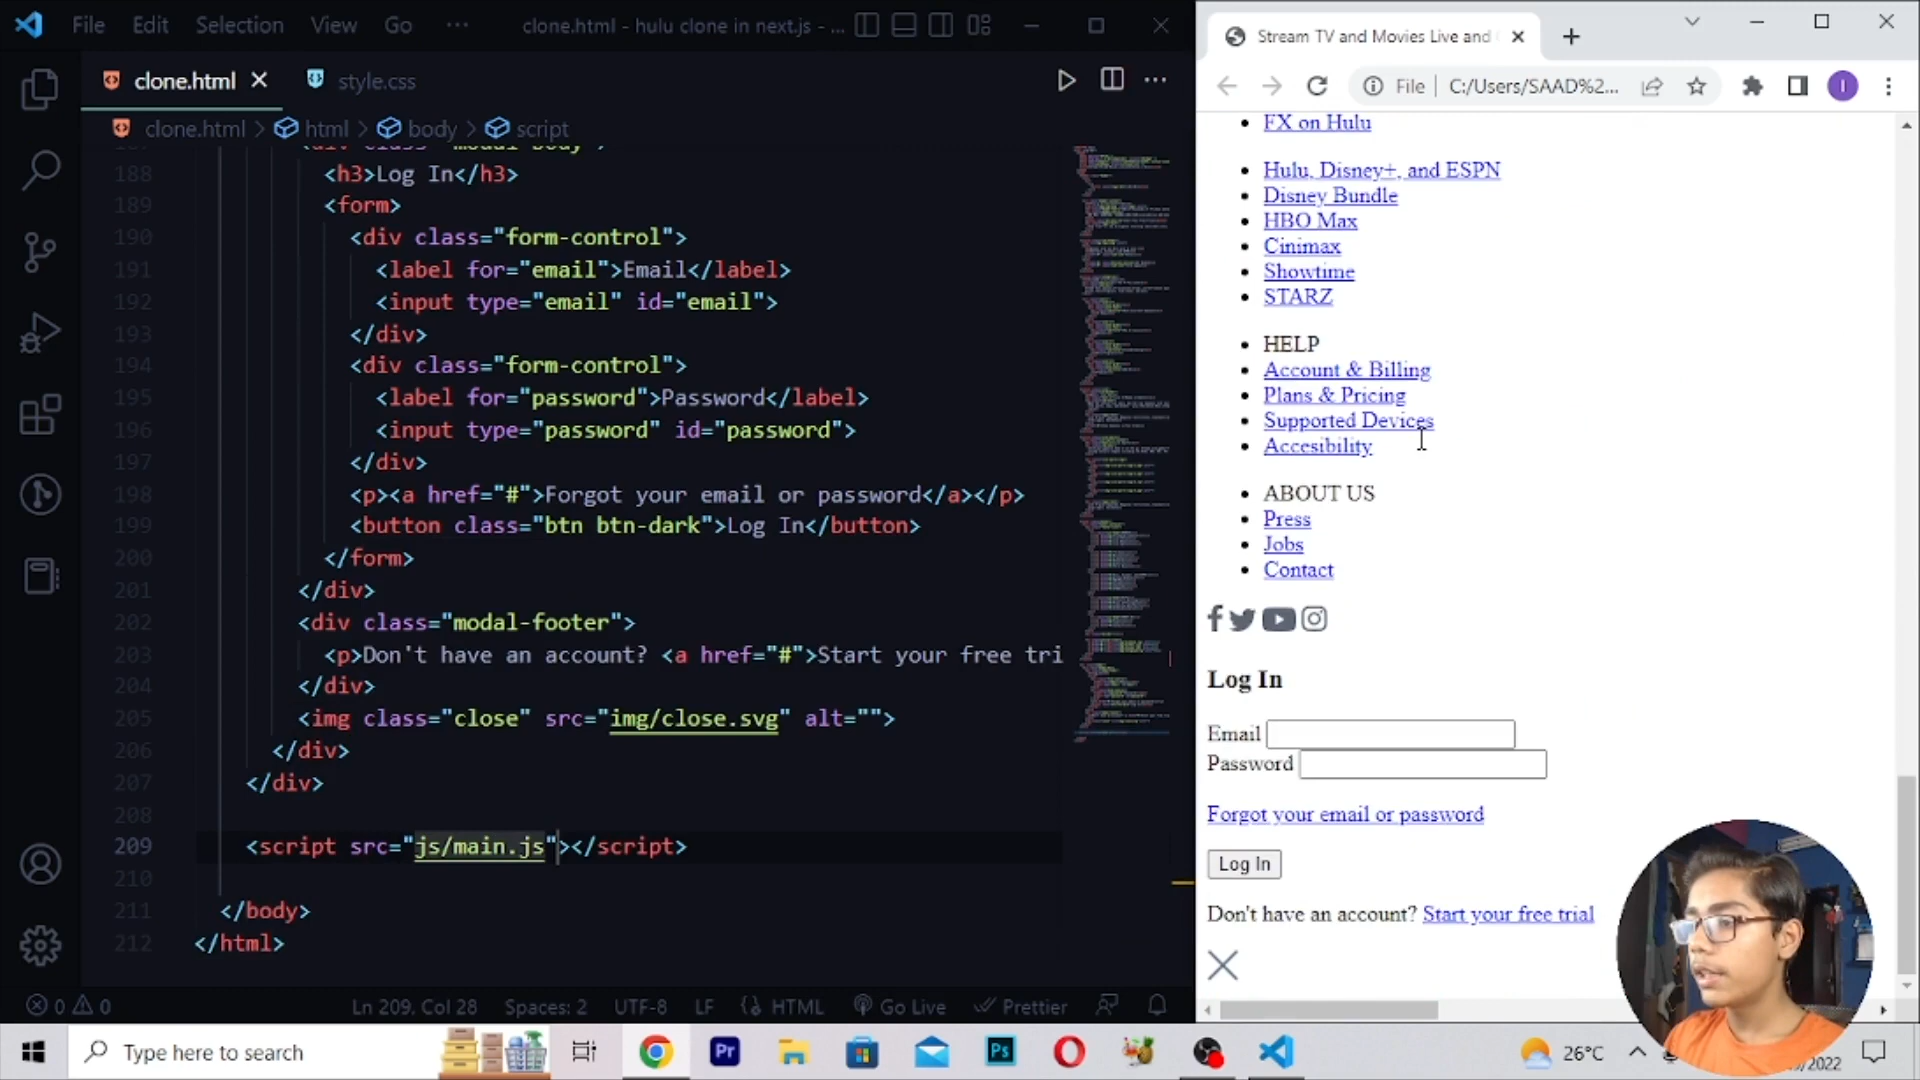 File Edit Selection View Go ··· clone.html - hulu clone in next.js - ...
clone.html style.css
clone.html > html > body > script
188 <h3>Log In</h3>
189 <form>
190 <div class="form-control">
191 <label for="email">Email</label>
192 <input type="email" id="email">
193 </div>
194 <div class="form-control">
195 <label for="password">Password</label>
196 <input type="password" id="password">
197 </div>
198 <p><a href="#">Forgot your email or password</a></p>
199 <button class="btn btn-dark">Log In</button>
200 </form>
201 </div>
202 <div class="modal-footer">
203 <p>Don't have an account? <a href="#">Start your free tri
204 </div>
205 <img class="close" src="img/close.svg" alt="">
206 </div>
207 </div>
208
209 <script src="js/main.js"></script>
210
211 </body>
212 </html>
0 0 Ln 209, Col 28 Spaces: 2 UTF-8 LF HTML Go Live Prettier
Stream TV and Movies Live and
File C:/Users/SAAD%2... I
FX on Hulu
Hulu, Disney+, and ESPN
Disney Bundle
HBO Max
Cinimax
Showtime
STARZ
HELP
Account & Billing
Plans & Pricing
Supported Devices
Accesibility
ABOUT US
Press
Jobs
Contact
Log In
Email
Password
Forgot your email or password
Log In
Don't have an account? Start your free trial
Type here to search Pr Ps 26°C